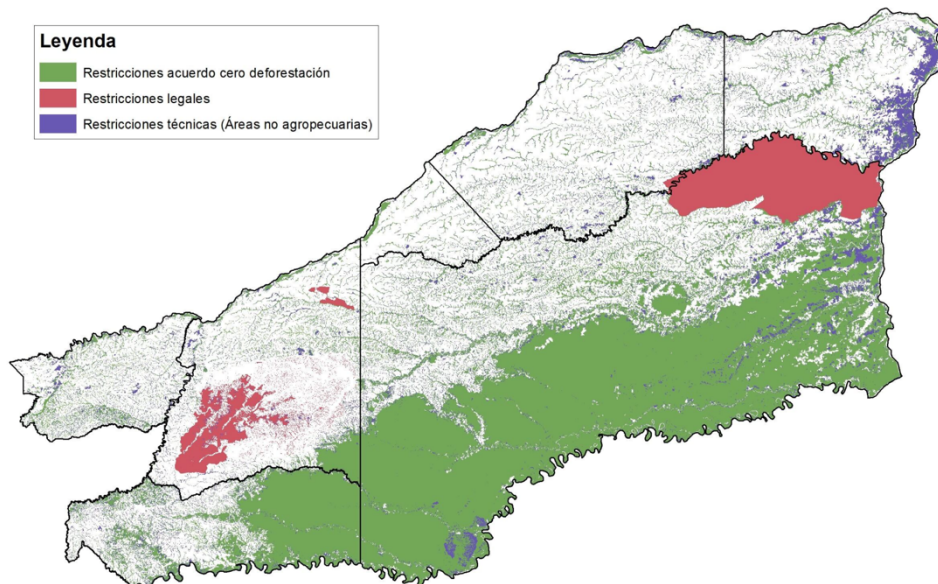 Leyenda
Restricciones acuerdo cero deforestación
Restricciones legales
Restricciones técnicas (Áreas no agropecuarias)